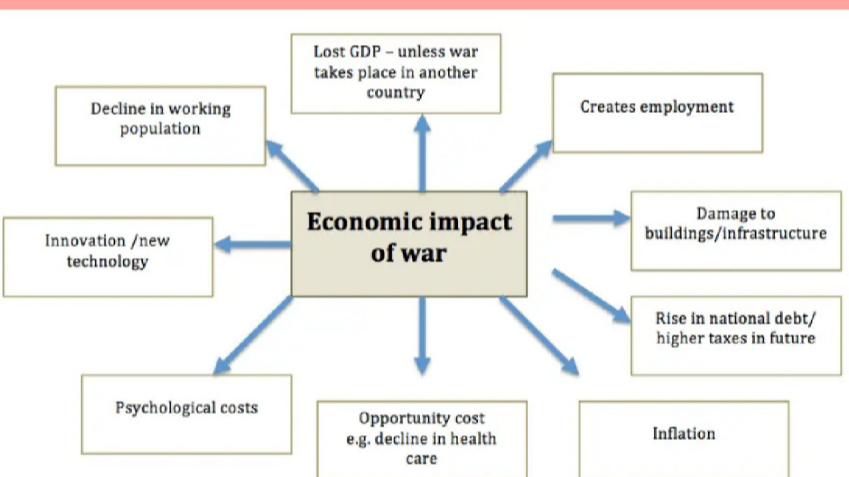 Lost GDP – unless war
takes place in another
country
Decline in working
population
Creates employment
Economic impact
of war
Damage to
buildings/infrastructure
Innovation /new
technology
Rise in national debt/
higher taxes in future
Psychological costs
Opportunity cost
e.g. decline in health
care
Inflation